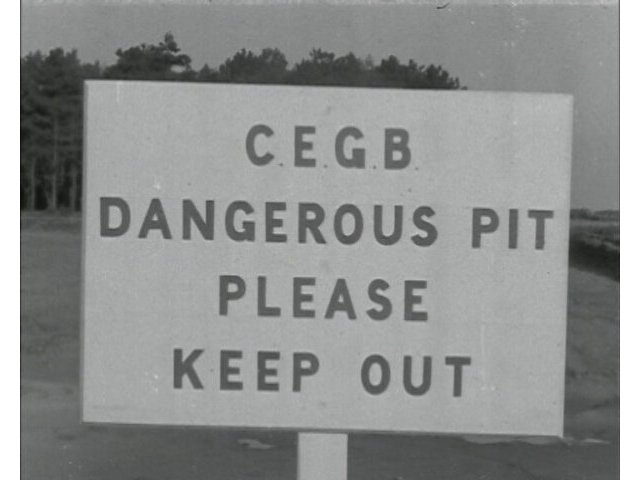 C.E.G.B.
DANGEROUS PIT
PLEASE
KEEP OUT